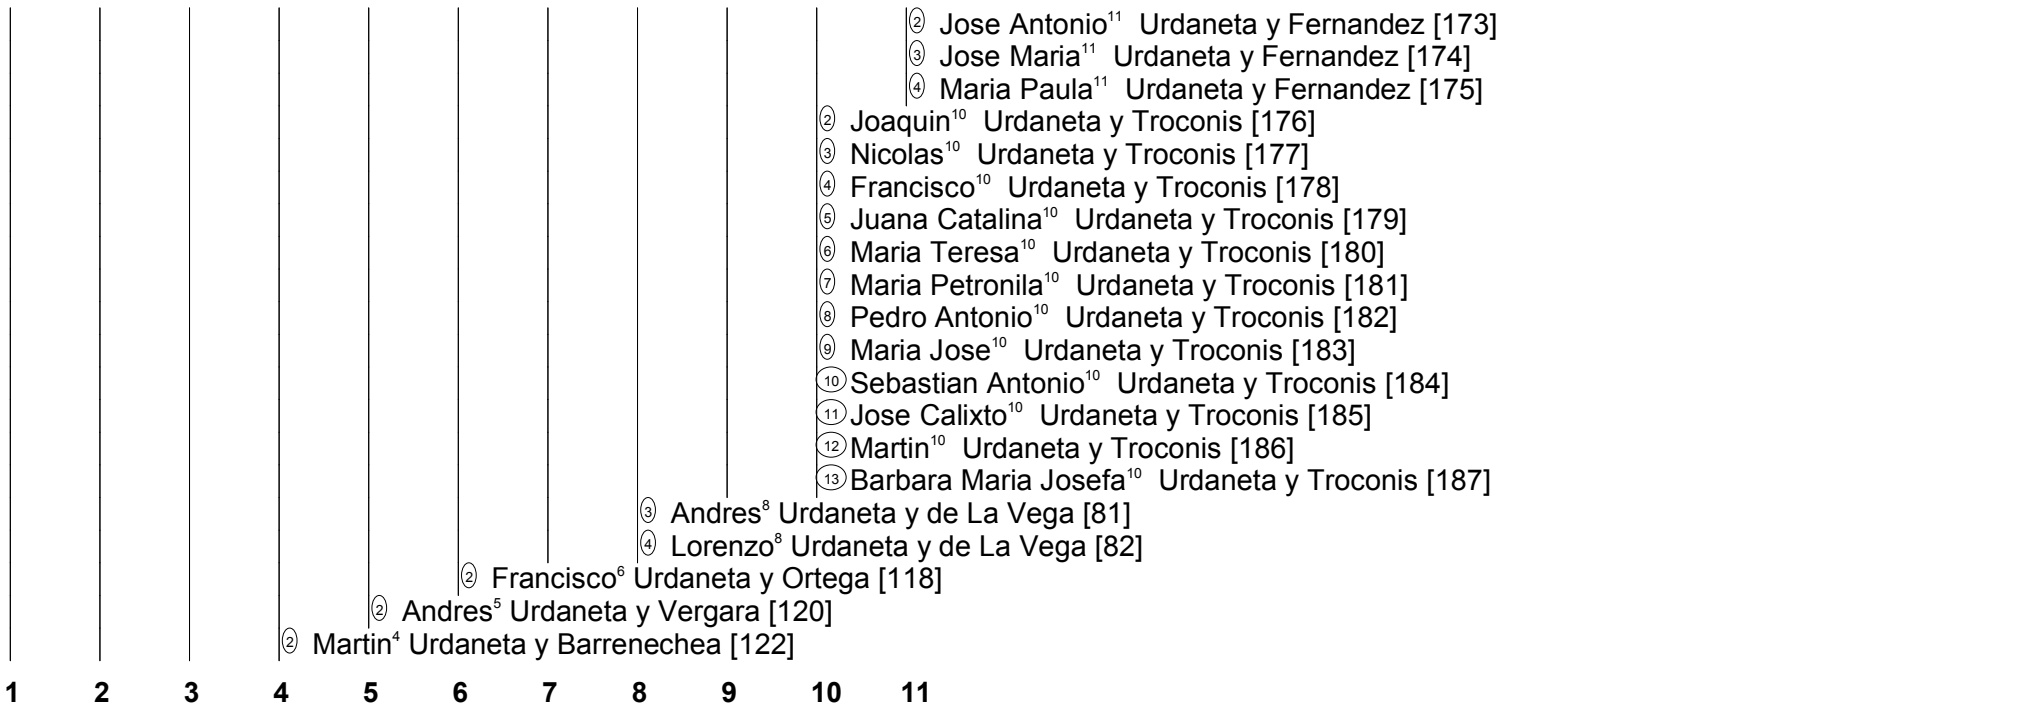 ② Jose Antonio¹¹ Urdaneta y Fernandez [173]
③ Jose Maria¹¹ Urdaneta y Fernandez [174]
④ Maria Paula¹¹ Urdaneta y Fernandez [175]
② Joaquin¹⁰ Urdaneta y Troconis [176]
③ Nicolas¹⁰ Urdaneta y Troconis [177]
④ Francisco¹⁰ Urdaneta y Troconis [178]
⑤ Juana Catalina¹⁰ Urdaneta y Troconis [179]
⑥ Maria Teresa¹⁰ Urdaneta y Troconis [180]
⑦ Maria Petronila¹⁰ Urdaneta y Troconis [181]
⑧ Pedro Antonio¹⁰ Urdaneta y Troconis [182]
⑨ Maria Jose¹⁰ Urdaneta y Troconis [183]
⑩ Sebastian Antonio¹⁰ Urdaneta y Troconis [184]
⑪ Jose Calixto¹⁰ Urdaneta y Troconis [185]
⑫ Martin¹⁰ Urdaneta y Troconis [186]
⑬ Barbara Maria Josefa¹⁰ Urdaneta y Troconis [187]
③ Andres⁸ Urdaneta y de La Vega [81]
④ Lorenzo⁸ Urdaneta y de La Vega [82]
② Francisco⁶ Urdaneta y Ortega [118]
② Andres⁵ Urdaneta y Vergara [120]
② Martin⁴ Urdaneta y Barrenechea [122]
1 2 3 4 5 6 7 8 9 10 11